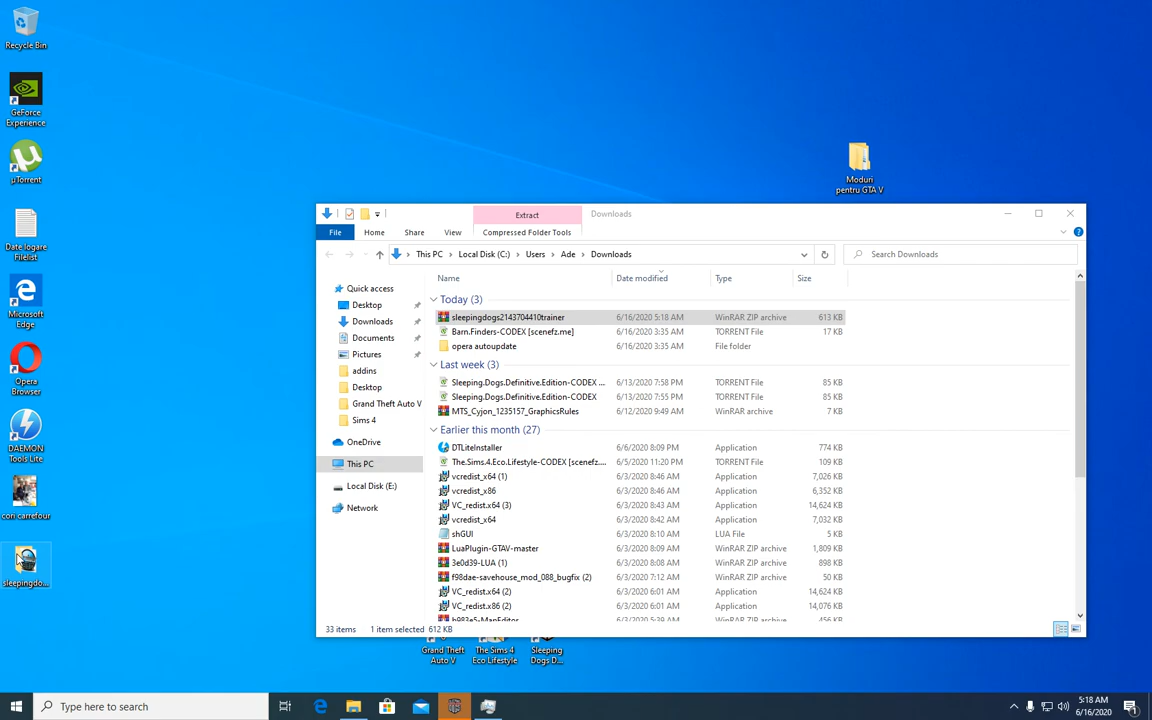 Recycle Bin
GeForce
Experience
µTorrent
Date logare
Filelist
Microsoft
Edge
Opera
Browser
DAEMON
Tools Lite
cori carrefour
sleepingdo...
Moduri
pentru GTA V
Extract
Downloads
File
Home
Share
View
Compressed Folder Tools
This PC > Local Disk (C:) > Users > Ade > Downloads
Search Downloads
Name
Date modified
Type
Size
Quick access
Desktop
Downloads
Documents
Pictures
addins
Desktop
Grand Theft Auto V
Sims 4
OneDrive
This PC
Local Disk (E:)
Network
Today (3)
sleepingdogs2143704410trainer 6/16/2020 5:18 AM WinRAR ZIP archive 613 KB
Barn.Finders-CODEX [scenefz.me] 6/16/2020 3:35 AM TORRENT File 17 KB
opera autoupdate 6/16/2020 3:35 AM File folder
Last week (3)
Sleeping.Dogs.Definitive.Edition-CODEX ... 6/13/2020 7:58 PM TORRENT File 85 KB
Sleeping.Dogs.Definitive.Edition-CODEX 6/13/2020 7:55 PM TORRENT File 85 KB
MTS_Cyjon_1235157_GraphicsRules 6/12/2020 9:49 AM WinRAR archive 7 KB
Earlier this month (27)
DTLiteInstaller 6/6/2020 8:09 PM Application 774 KB
The.Sims.4.Eco.Lifestyle-CODEX [scenefz.... 6/5/2020 11:20 PM TORRENT File 109 KB
vcredist_x64 (1) 6/3/2020 8:46 AM Application 7,026 KB
vcredist_x86 6/3/2020 8:46 AM Application 6,352 KB
VC_redist.x64 (3) 6/3/2020 8:43 AM Application 14,624 KB
vcredist_x64 6/3/2020 8:42 AM Application 7,032 KB
shGUI 6/3/2020 8:10 AM LUA File 5 KB
LuaPlugin-GTAV-master 6/3/2020 8:09 AM WinRAR ZIP archive 1,809 KB
3e0d39-LUA (1) 6/3/2020 8:08 AM WinRAR ZIP archive 898 KB
f98dae-savehouse_mod_088_bugfix (2) 6/3/2020 7:12 AM WinRAR ZIP archive 50 KB
VC_redist.x64 (2) 6/3/2020 6:01 AM Application 14,624 KB
VC_redist.x86 (2) 6/3/2020 6:01 AM Application 14,076 KB
b983e5-MapEditor 6/3/2020 5:39 AM WinRAR ZIP archive 456 KB
33 items
1 item selected 612 KB
Grand Theft
Auto V
The Sims 4
Eco Lifestyle
Sleeping
Dogs D...
Type here to search
5:18 AM
6/16/2020